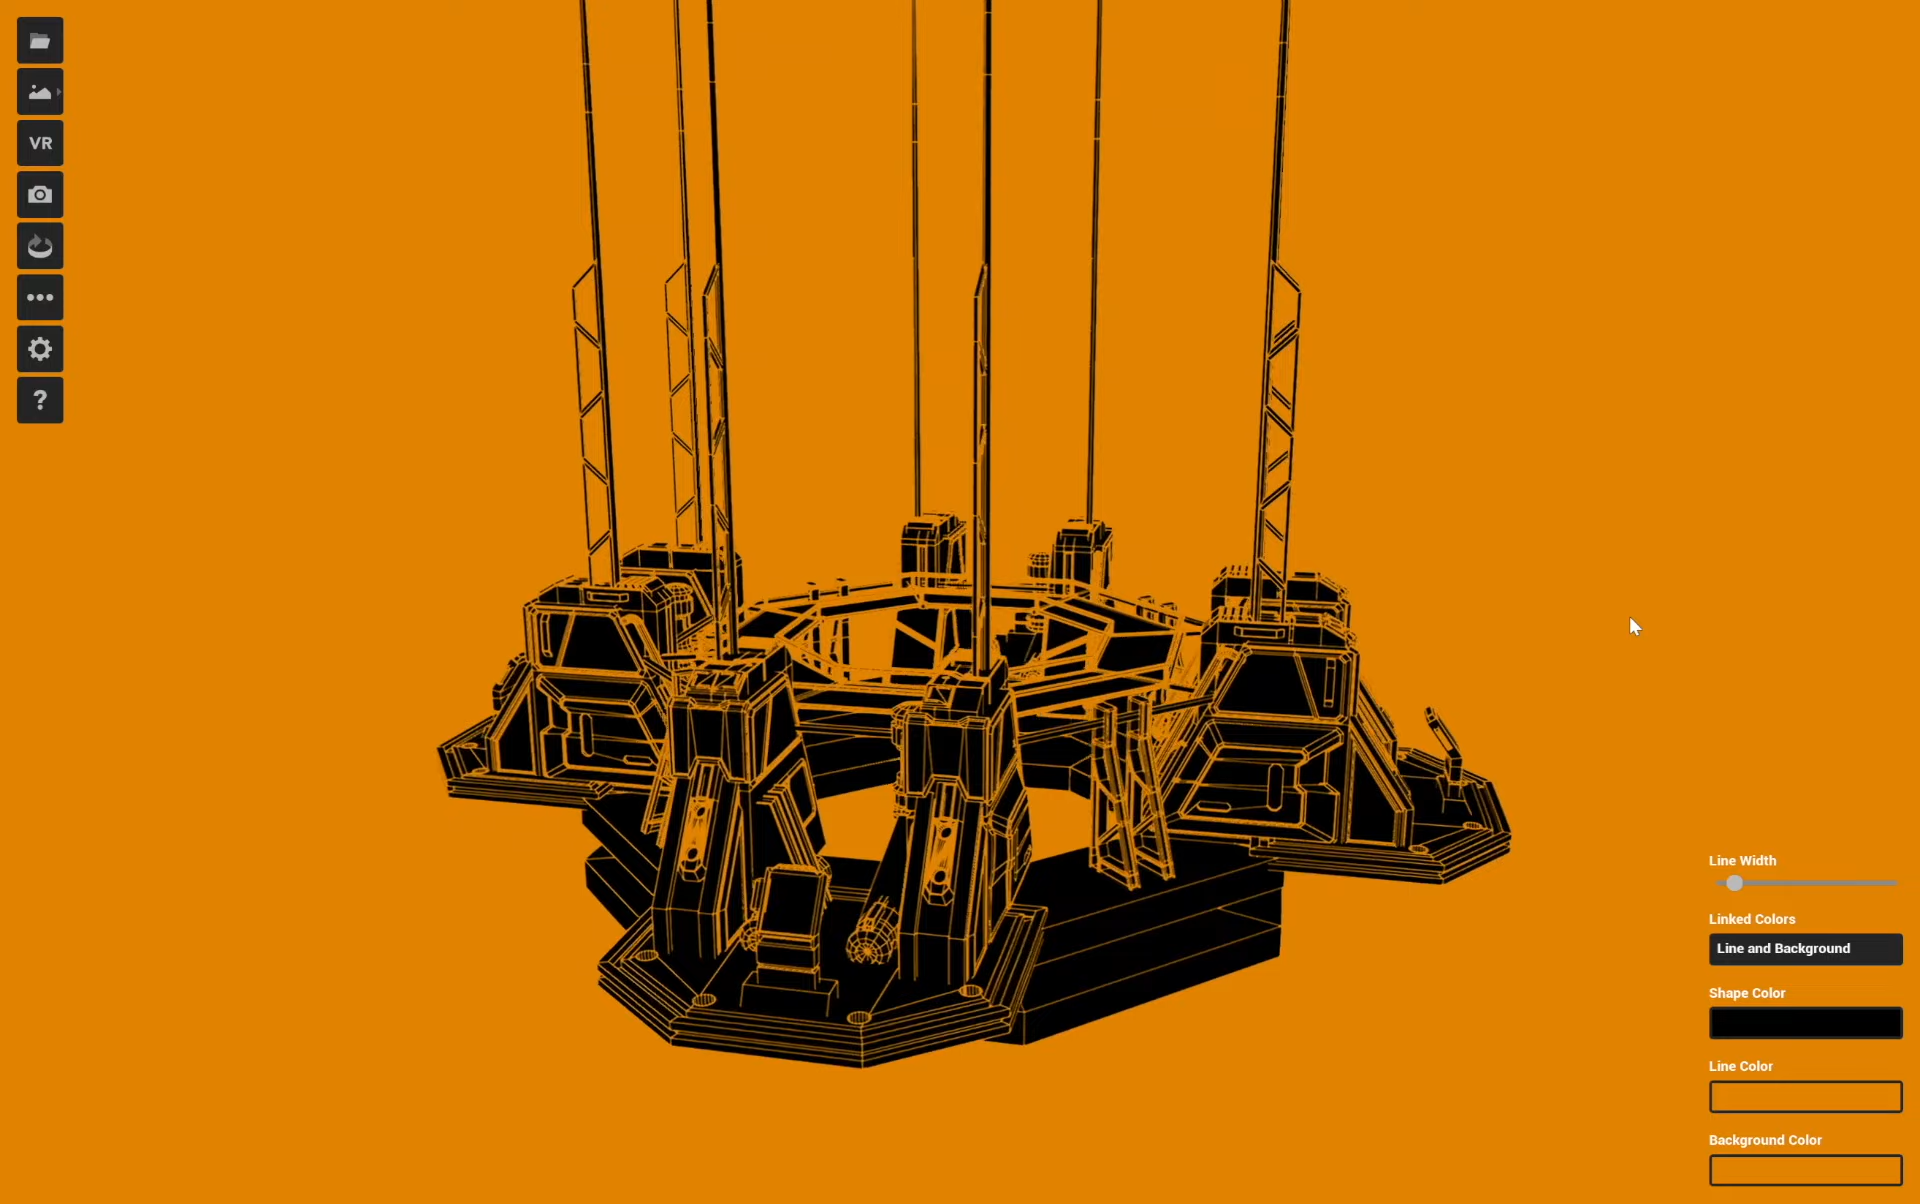 VR
?
Line Width
Linked Colors
Line and Background
Shape Color
Line Color
Background Color